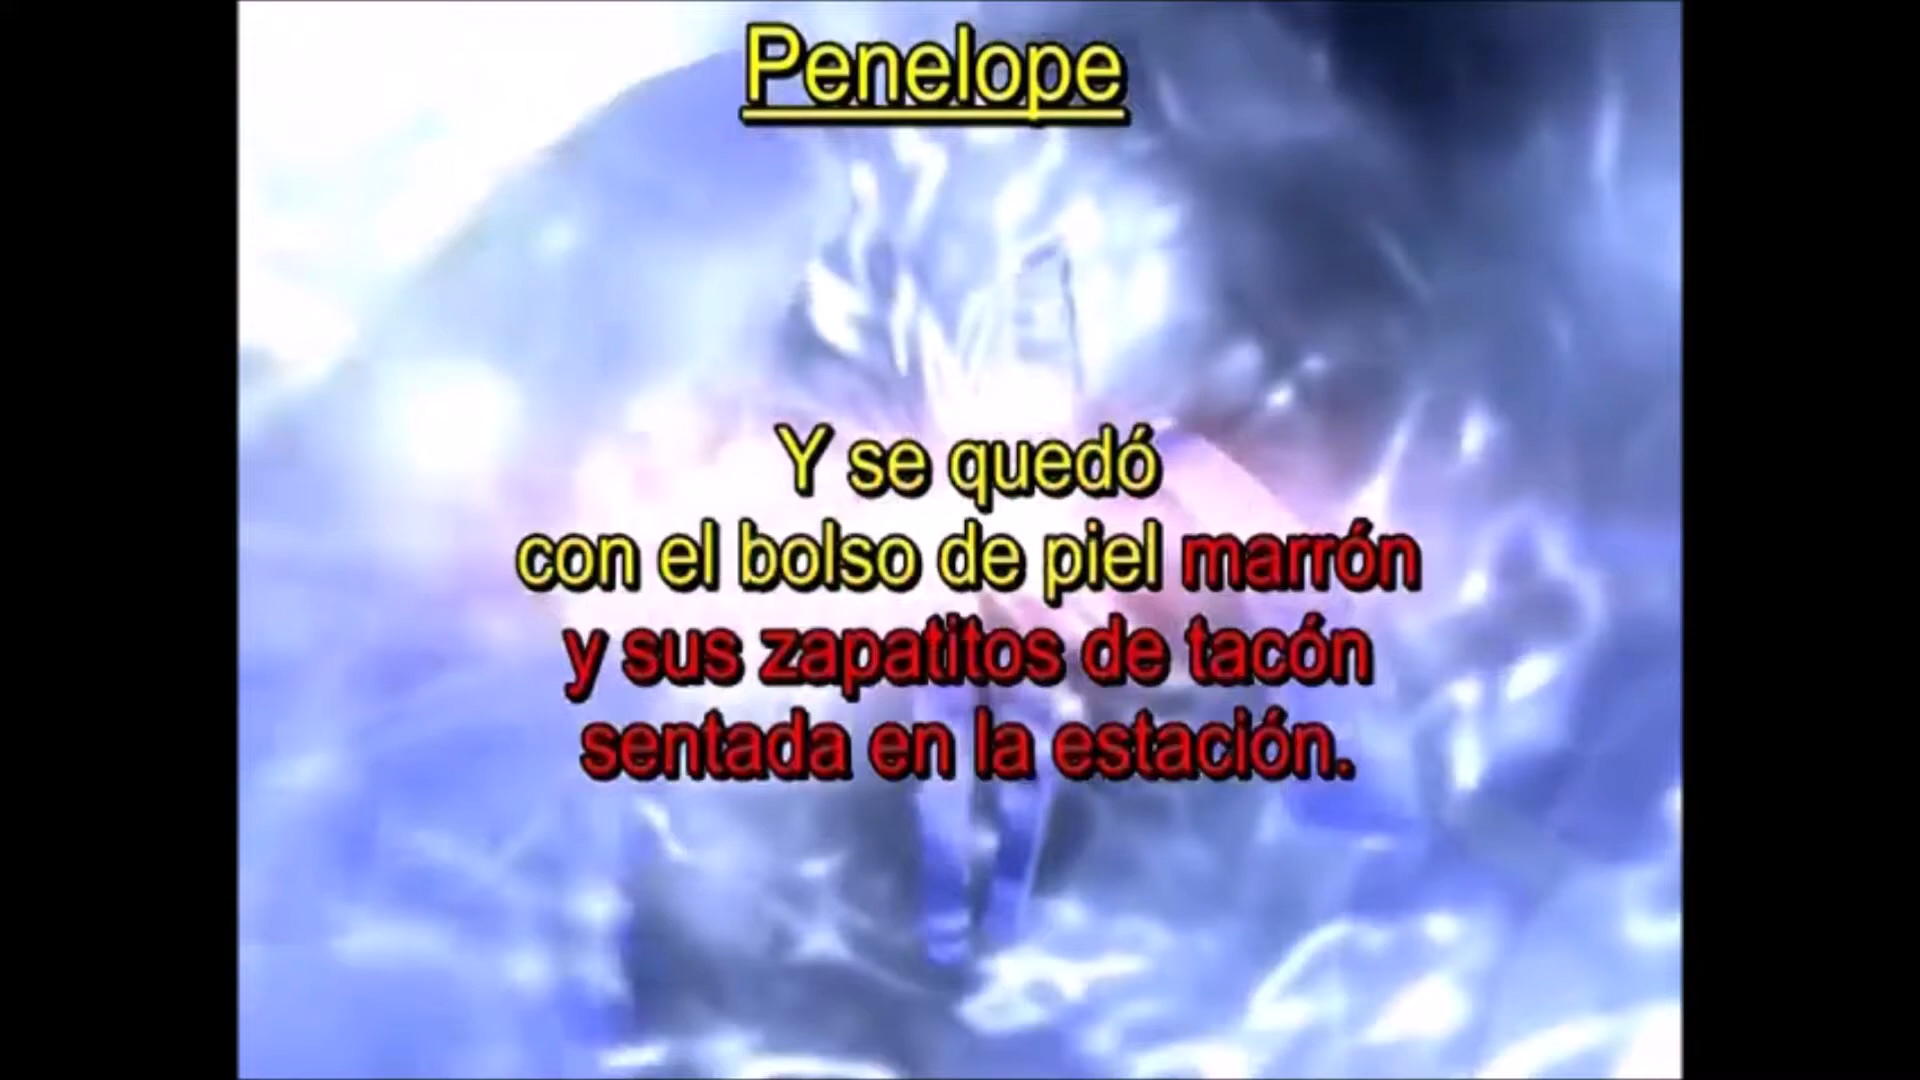 Penelope
Y se quedó
con el bolso de piel marrón
y sus zapatitos de tacón
sentada en la estación.